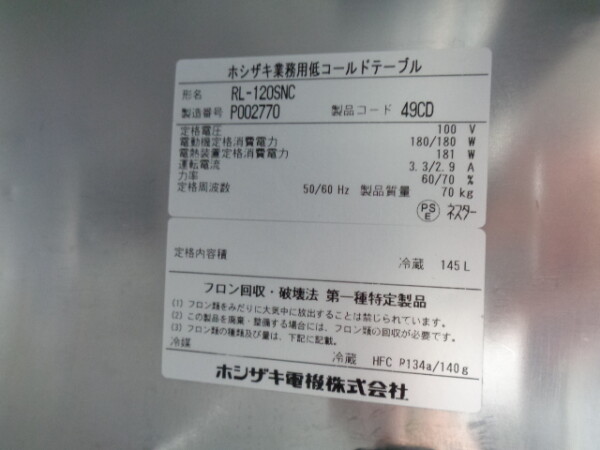 ホシザキ業務用低コールドテーブル
形名 RL-120SNC
製造番号 P002770 製品コード 49CD
定格電圧 100 V
電動機定格消費電力 180/180 W
電熱装置定格消費電力 181 W
運転電流 3.3/2.9 A
力率 60/70 %
定格周波数 50/60 Hz 製品質量 70 kg
PSE ネスター
定格内容積 冷蔵 145 L
フロン回収・破壊法 第一種特定製品
(1) フロン類をみだりに大気中に放出することは禁じられています。
(2) この製品を廃棄・整備する場合には、フロン類の回収が必要です。
(3) フロン類の種類及び量は、下記に記載。
冷媒 冷蔵 HFC R134a/140g
ホシザキ電機株式会社